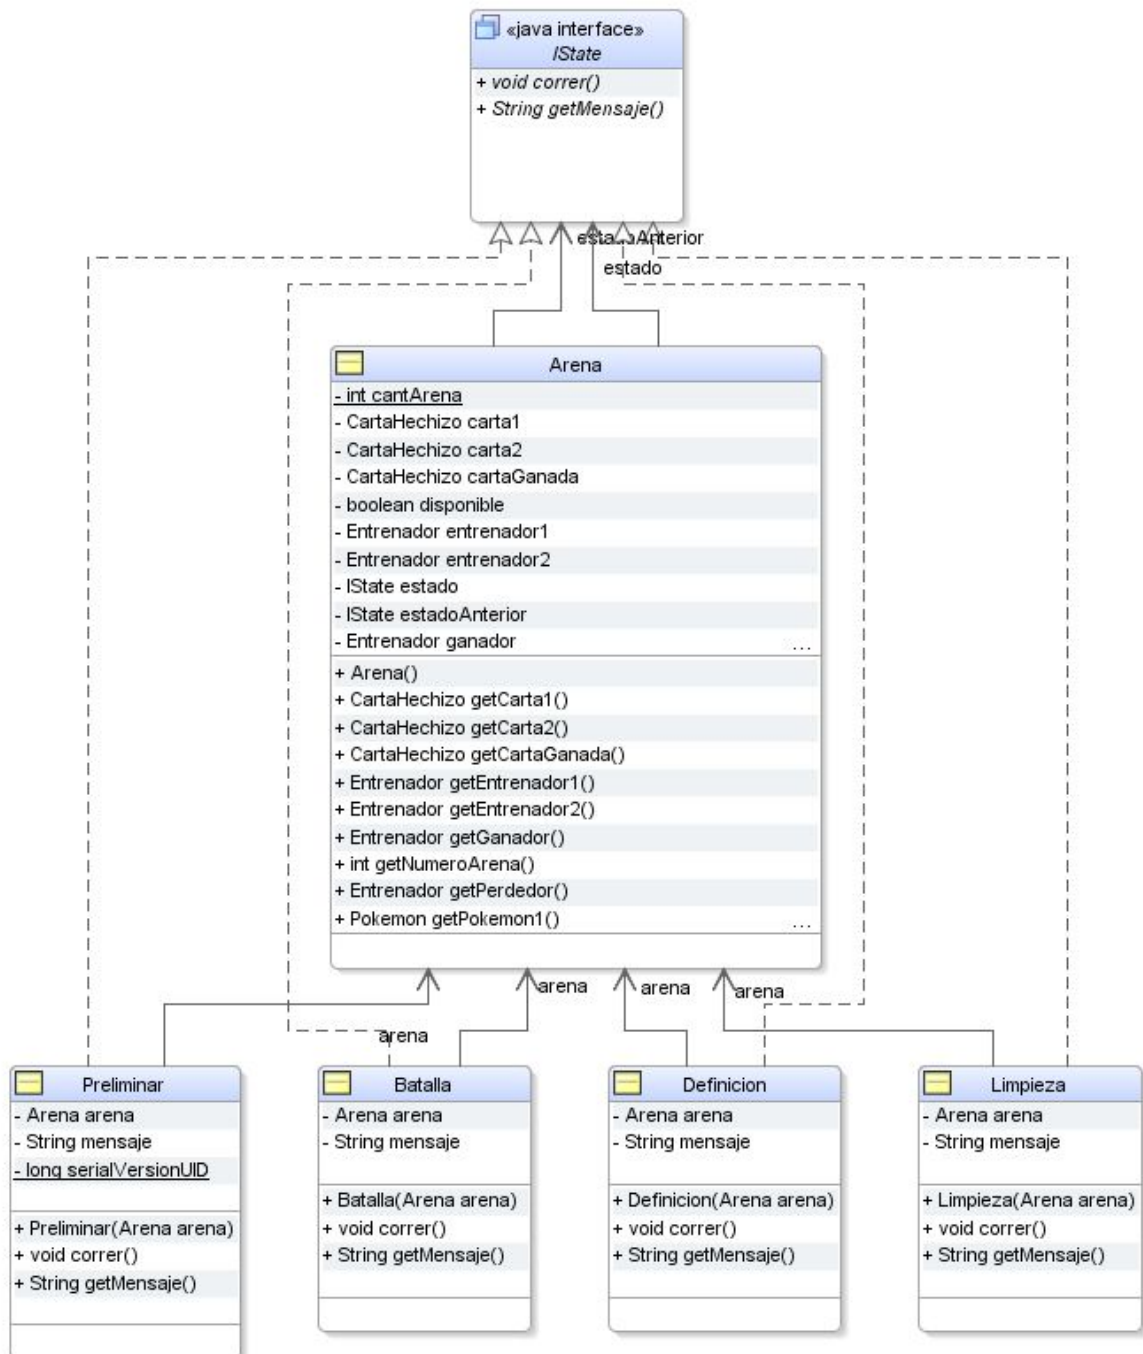 «java interface»
IState
+ void correr()
+ String getMensaje()
estadoAnterior
estado
Arena
- int cantArena
- CartaHechizo carta1
- CartaHechizo carta2
- CartaHechizo cartaGanada
- boolean disponible
- Entrenador entrenador1
- Entrenador entrenador2
- IState estado
- IState estadoAnterior
- Entrenador ganador ...
+ Arena()
+ CartaHechizo getCarta1()
+ CartaHechizo getCarta2()
+ CartaHechizo getCartaGanada()
+ Entrenador getEntrenador1()
+ Entrenador getEntrenador2()
+ Entrenador getGanador()
+ int getNumeroArena()
+ Entrenador getPerdedor()
+ Pokemon getPokemon1() ...
arena
arena
arena
arena
Preliminar
- Arena arena
- String mensaje
- long serialVersionUID
+ Preliminar(Arena arena)
+ void correr()
+ String getMensaje()
Batalla
- Arena arena
- String mensaje
+ Batalla(Arena arena)
+ void correr()
+ String getMensaje()
Definicion
- Arena arena
- String mensaje
+ Definicion(Arena arena)
+ void correr()
+ String getMensaje()
Limpieza
- Arena arena
- String mensaje
+ Limpieza(Arena arena)
+ void correr()
+ String getMensaje()